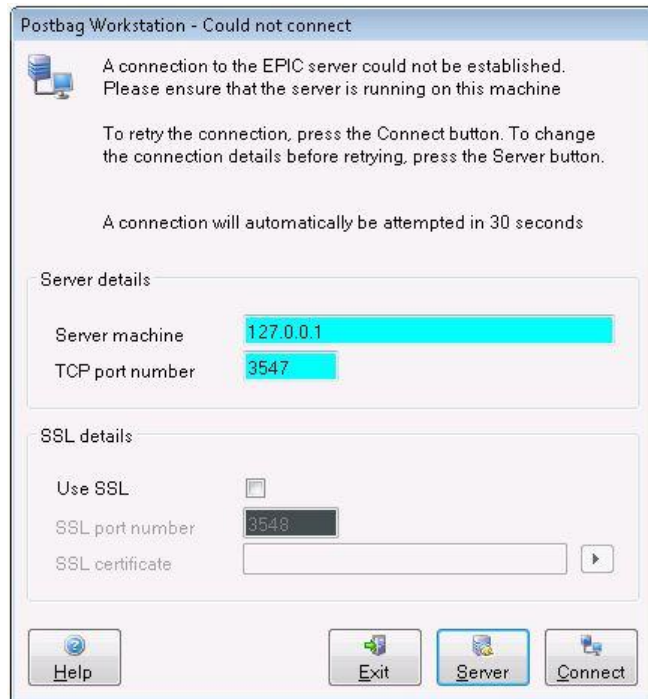 Postbag Workstation - Could not connect
A connection to the EPIC server could not be established.
Please ensure that the server is running on this machine
To retry the connection, press the Connect button. To change
the connection details before retrying, press the Server button.
A connection will automatically be attempted in 30 seconds
Server details
Server machine 127.0.0.1
TCP port number 3547
SSL details
Use SSL
SSL port number 3548
SSL certificate
Help Exit Server Connect